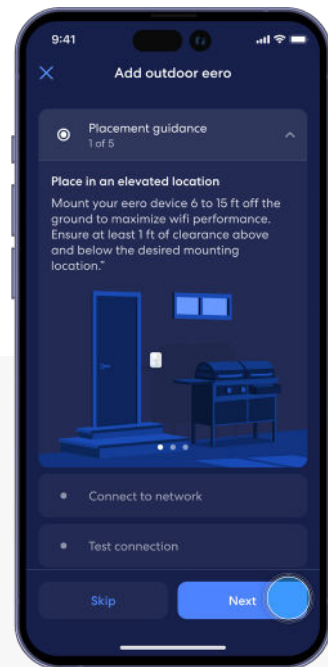 9:41
Add outdoor eero
Placement guidance
1 of 5
Place in an elevated location
Mount your eero device 6 to 15 ft off the
ground to maximize wifi performance.
Ensure at least 1 ft of clearance above
and below the desired mounting
location."
Connect to network
Test connection
Skip
Next